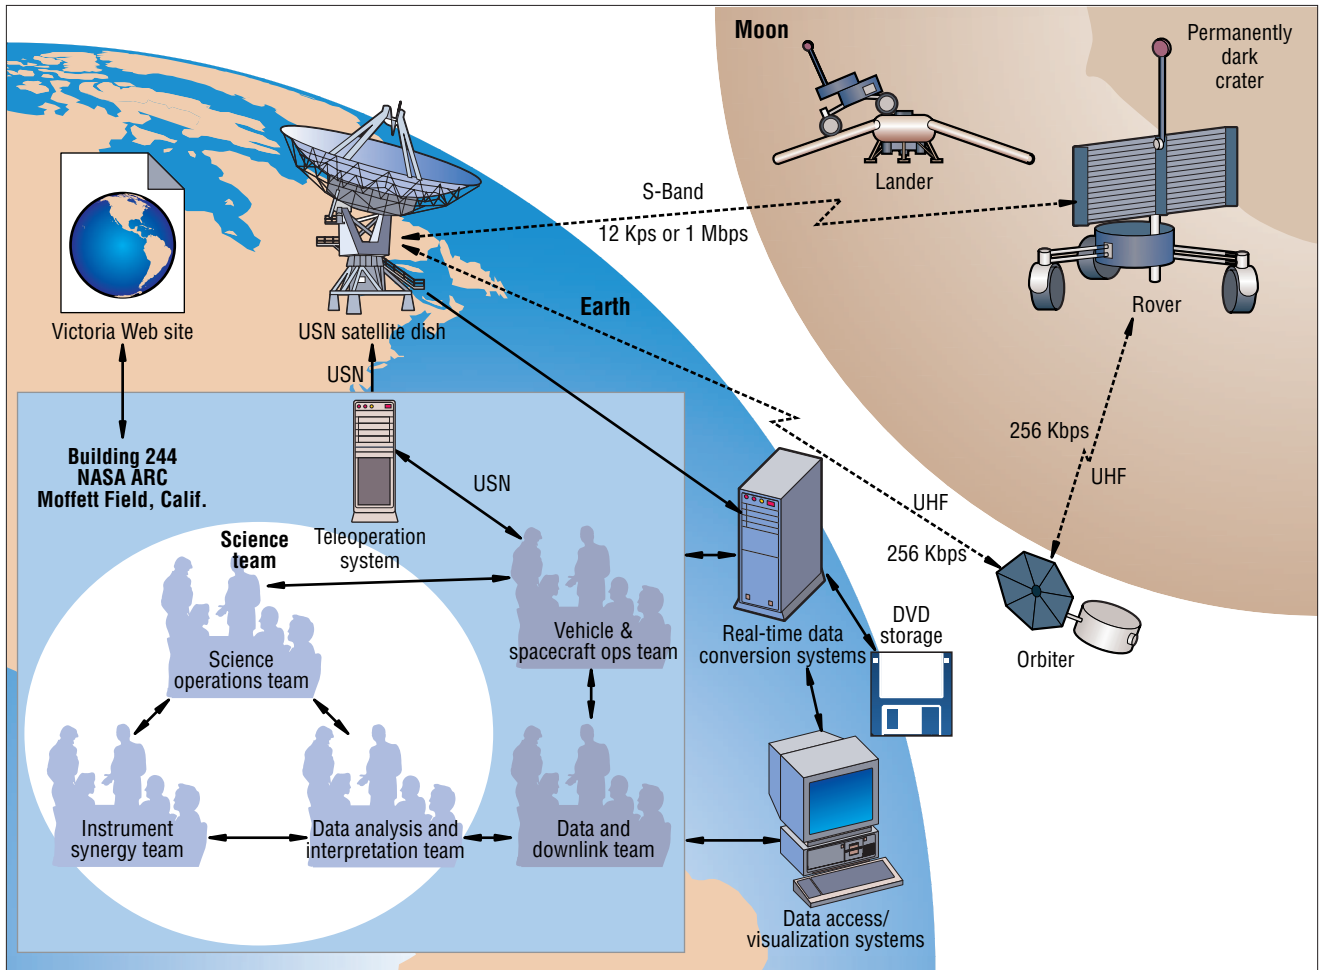 Moon
Permanently
dark
crater
Lander
S-Band
12 Kps or 1 Mbps
Rover
Earth
Victoria Web site
USN satellite dish
USN
256 Kbps
UHF
Building 244
NASA ARC
Moffett Field, Calif.
USN
UHF
256 Kbps
Science
team
Teleoperation
system
DVD
storage
Orbiter
Vehicle &
spacecraft ops team
Real-time data
conversion systems
Science
operations team
Instrument
synergy team
Data analysis and
interpretation team
Data and
downlink team
Data access/
visualization systems